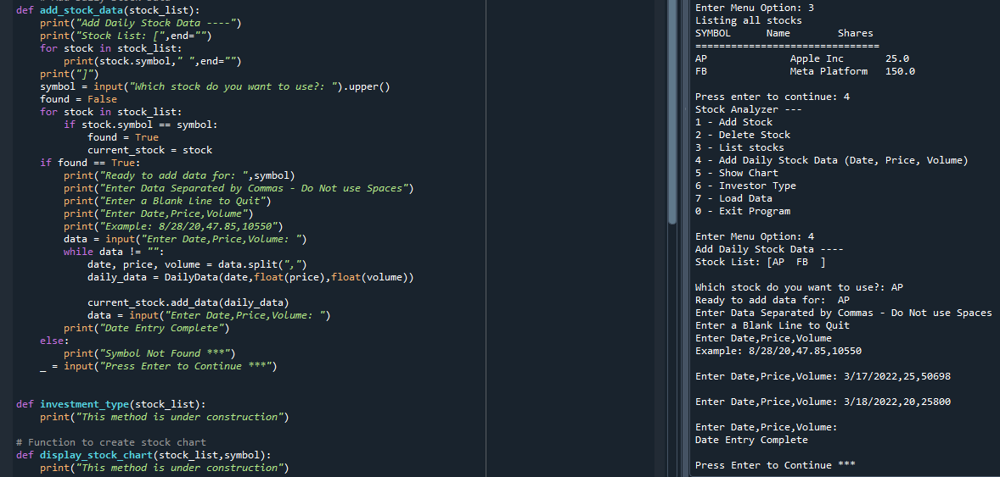 def add_stock_data(stock_list):
    print("Add Daily Stock Data ----")
    print("Stock List: [",end="")
    for stock in stock_list:
        print(stock.symbol," ",end="")
    print("]")
    symbol = input("Which stock do you want to use?: ").upper()
    found = False
    for stock in stock_list:
        if stock.symbol == symbol:
            found = True
            current_stock = stock
    if found == True:
        print("Ready to add data for: ",symbol)
        print("Enter Data Separated by Commas - Do Not use Spaces")
        print("Enter a Blank Line to Quit")
        print("Enter Date,Price,Volume")
        print("Example: 8/28/20,47.85,10550")
        data = input("Enter Date,Price,Volume: ")
        while data != "":
            date, price, volume = data.split(",")
            daily_data = DailyData(date,float(price),float(volume))

            current_stock.add_data(daily_data)
            data = input("Enter Date,Price,Volume: ")
        print("Date Entry Complete")
    else:
        print("Symbol Not Found ***")
    _ = input("Press Enter to Continue ***")

def investment_type(stock_list):
    print("This method is under construction")

# Function to create stock chart
def display_stock_chart(stock_list,symbol):
    print("This method is under construction")

Enter Menu Option: 3
Listing all stocks
SYMBOL      Name        Shares
===============================
AP              Apple Inc       25.0
FB              Meta Platform   150.0

Press enter to continue: 4
Stock Analyzer ---
1 - Add Stock
2 - Delete Stock
3 - List stocks
4 - Add Daily Stock Data (Date, Price, Volume)
5 - Show Chart
6 - Investor Type
7 - Load Data
0 - Exit Program

Enter Menu Option: 4
Add Daily Stock Data ----
Stock List: [AP  FB  ]

Which stock do you want to use?: AP
Ready to add data for:  AP
Enter Data Separated by Commas - Do Not use Spaces
Enter a Blank Line to Quit
Enter Date,Price,Volume
Example: 8/28/20,47.85,10550

Enter Date,Price,Volume: 3/17/2022,25,50698

Enter Date,Price,Volume: 3/18/2022,20,25800

Enter Date,Price,Volume:
Date Entry Complete

Press Enter to Continue ***